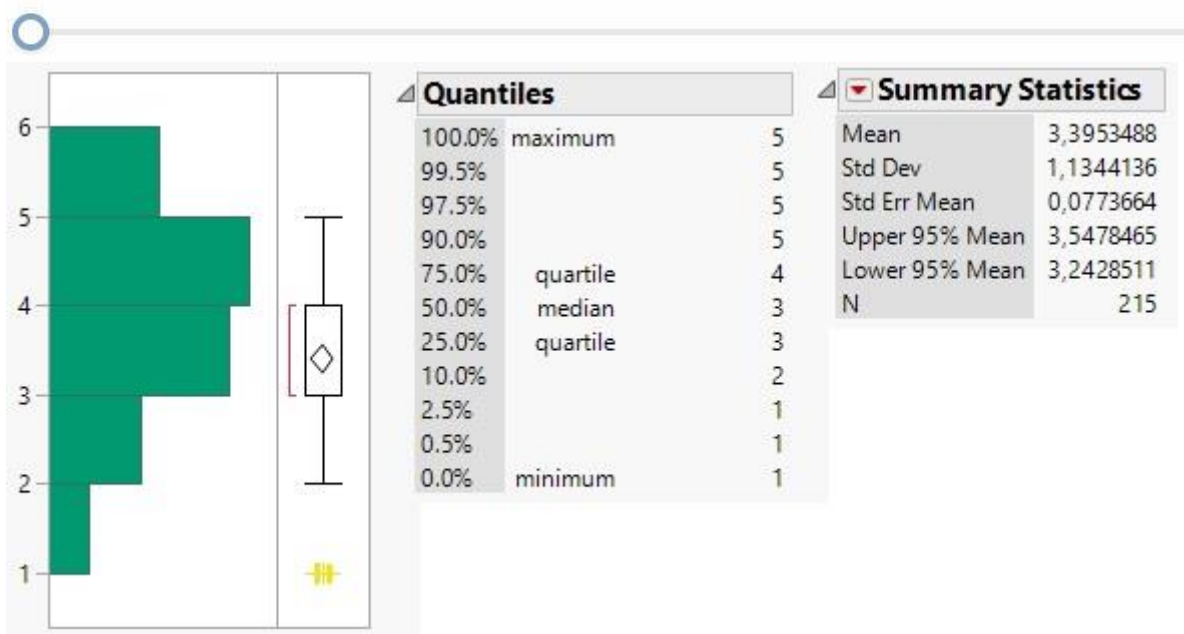 6
5
4
3
2
1
Quantiles
100.0% maximum 5
99.5% 5
97.5% 5
90.0% 5
75.0% quartile 4
50.0% median 3
25.0% quartile 3
10.0% 2
2.5% 1
0.5% 1
0.0% minimum 1
Summary Statistics
Mean 3,3953488
Std Dev 1,1344136
Std Err Mean 0,0773664
Upper 95% Mean 3,5478465
Lower 95% Mean 3,2428511
N 215